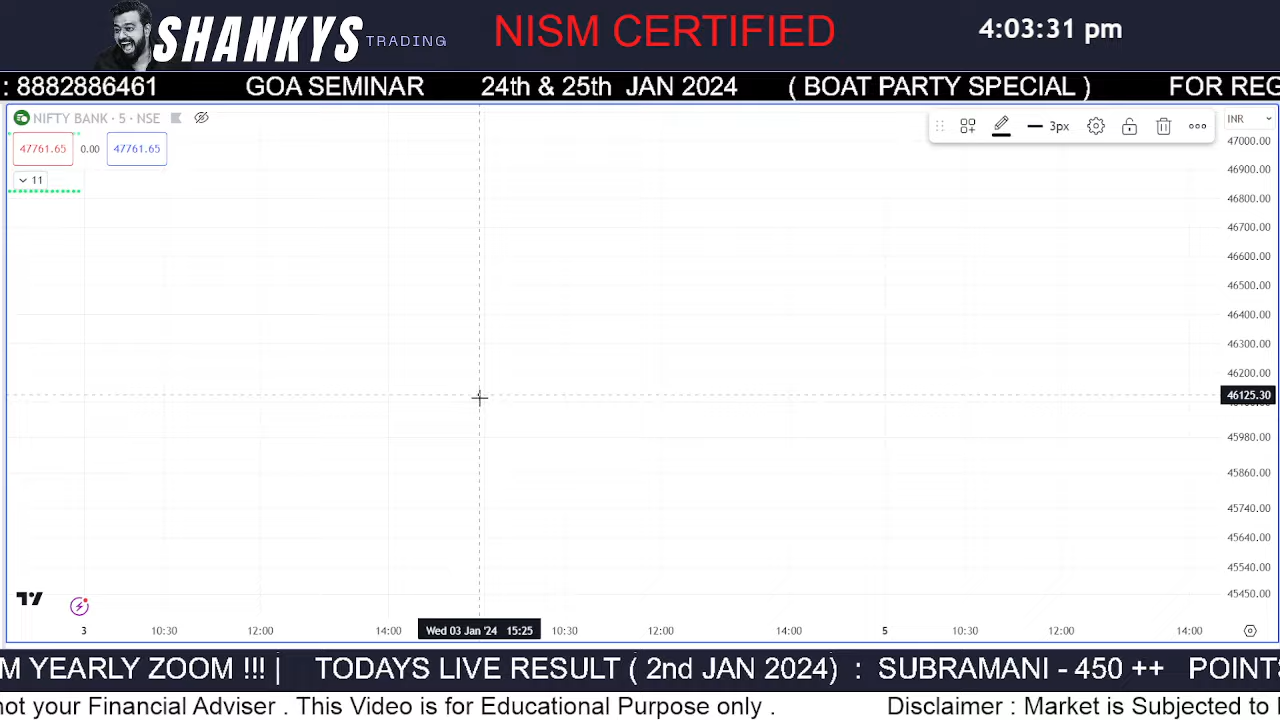 SHANKYS TRADING
NISM CERTIFIED
4:03:31 pm
: 8882886461 GOA SEMINAR 24th & 25th JAN 2024 ( BOAT PARTY SPECIAL ) FOR REG
NIFTY BANK · 5 · NSE
3px
INR
47761.65 0.00 47761.65
11
47000.00
46900.00
46800.00
46700.00
46600.00
46500.00
46400.00
46300.00
46200.00
46125.30
45980.00
45860.00
45740.00
45640.00
45540.00
45450.00
3 10:30 12:00 14:00 Wed 03 Jan '24 15:25 10:30 12:00 14:00 5 10:30 12:00 14:00
M YEARLY ZOOM !!! | TODAYS LIVE RESULT ( 2nd JAN 2024) : SUBRAMANI - 450 ++ POINTS
not your Financial Adviser . This Video is for Educational Purpose only . Disclaimer : Market is Subjected to